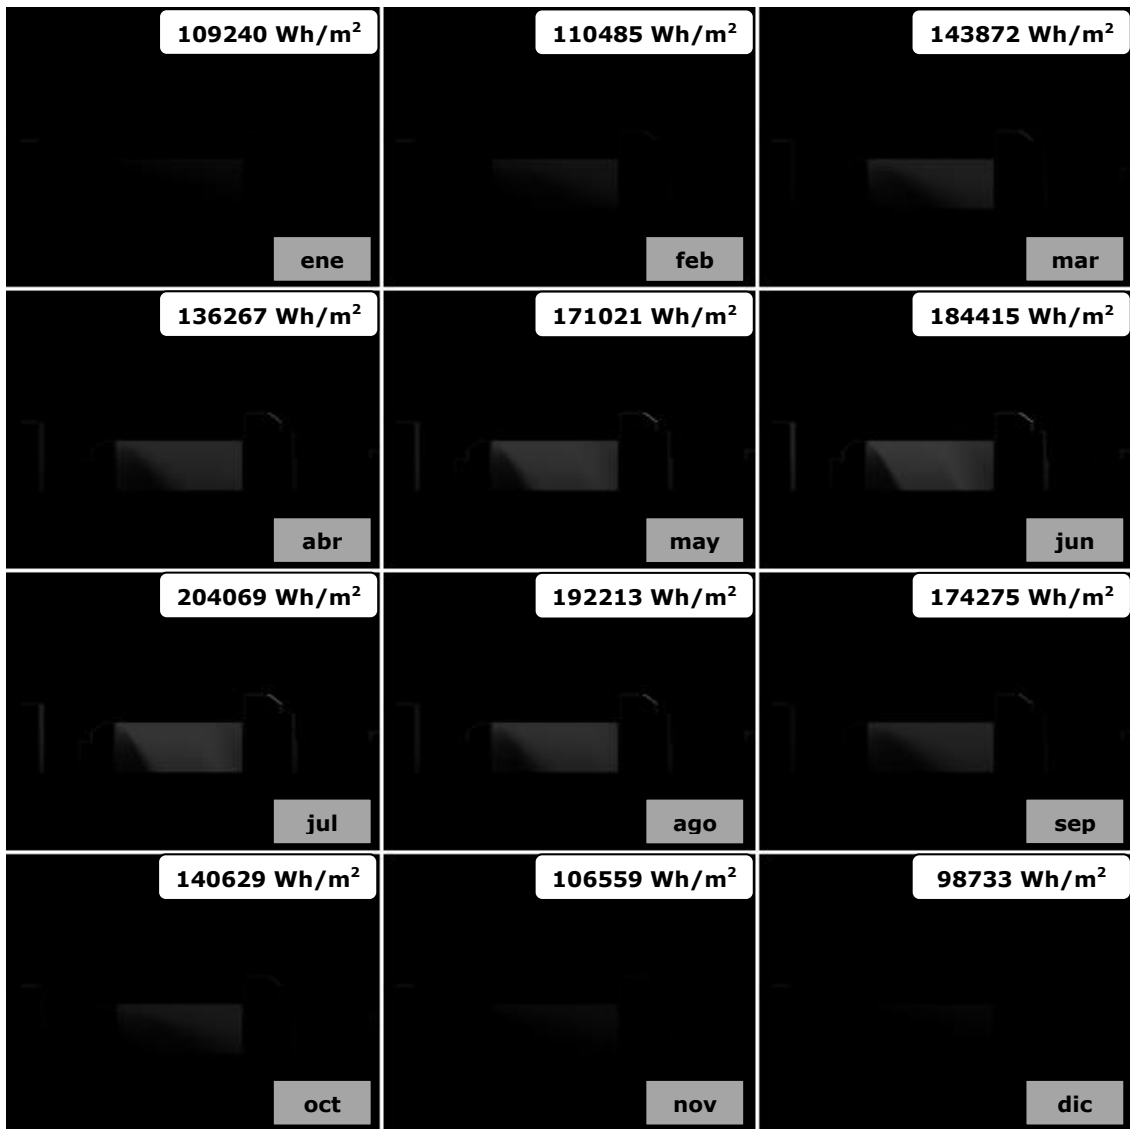 109240 Wh/m²
110485 Wh/m²
143872 Wh/m²
ene
feb
mar
136267 Wh/m²
171021 Wh/m²
184415 Wh/m²
abr
may
jun
204069 Wh/m²
192213 Wh/m²
174275 Wh/m²
jul
ago
sep
140629 Wh/m²
106559 Wh/m²
98733 Wh/m²
oct
nov
dic